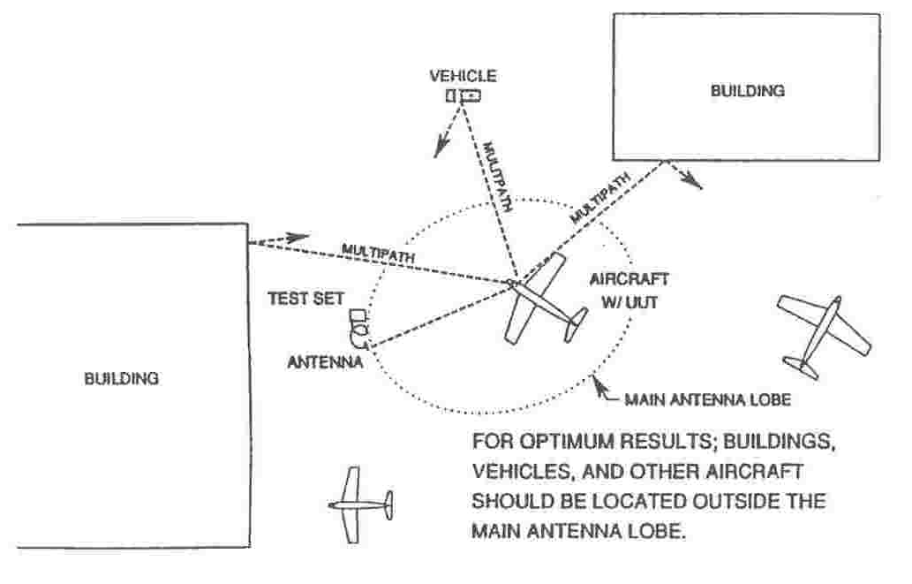 VEHICLE
BUILDING
MULITPATH
MULTIPATH
MULTIPATH
AIRCRAFT
W/ UUT
TEST SET
ANTENNA
BUILDING
MAIN ANTENNA LOBE
FOR OPTIMUM RESULTS; BUILDINGS,
VEHICLES, AND OTHER AIRCRAFT
SHOULD BE LOCATED OUTSIDE THE
MAIN ANTENNA LOBE.